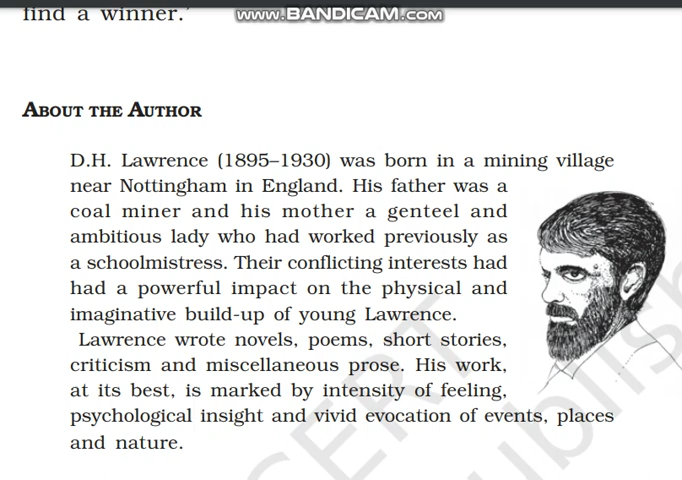 find a winner.'
www.BANDICAM.com
ABOUT THE AUTHOR
D.H. Lawrence (1895–1930) was born in a mining village
near Nottingham in England. His father was a
coal miner and his mother a genteel and
ambitious lady who had worked previously as
a schoolmistress. Their conflicting interests had
had a powerful impact on the physical and
imaginative build-up of young Lawrence.
Lawrence wrote novels, poems, short stories,
criticism and miscellaneous prose. His work,
at its best, is marked by intensity of feeling,
psychological insight and vivid evocation of events, places
and nature.